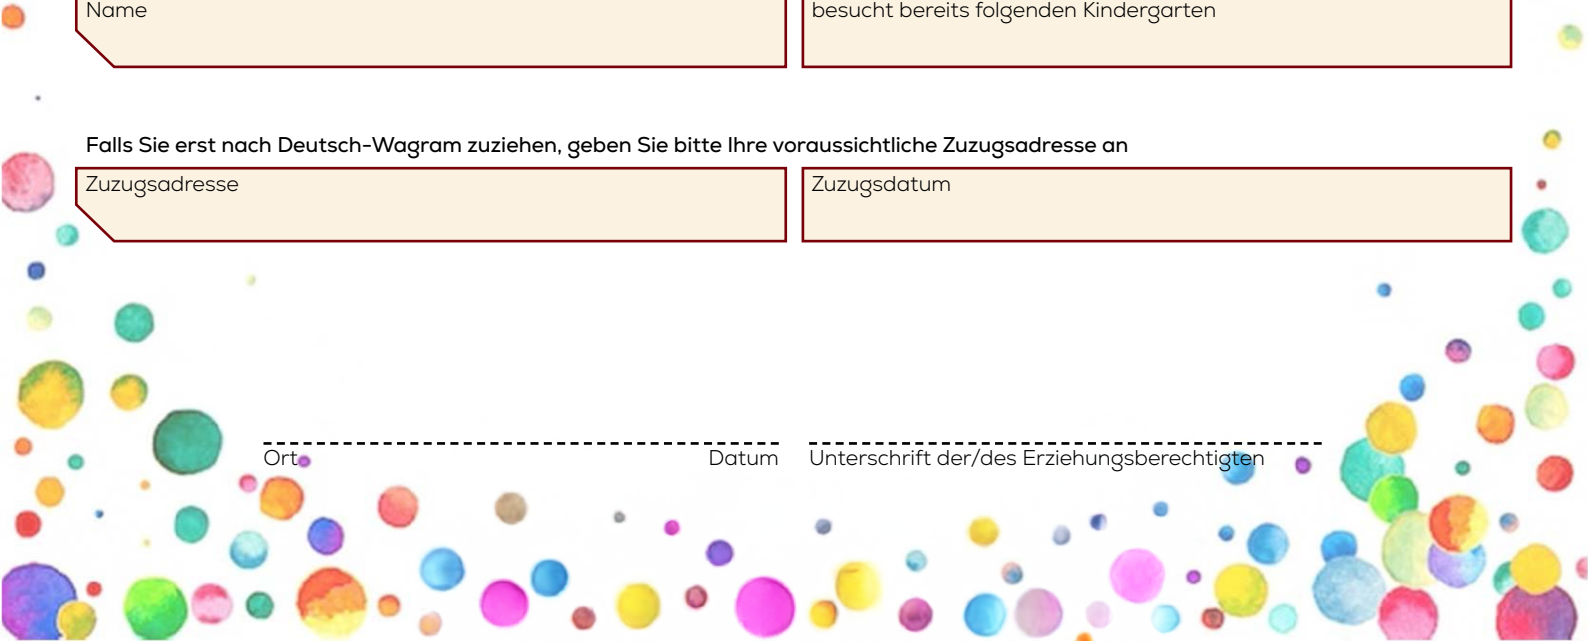 Name besucht bereits folgenden Kindergarten
Falls Sie erst nach Deutsch-Wagram zuziehen, geben Sie bitte Ihre voraussichtliche Zuzugsadresse an
Zuzugsadresse Zuzugsdatum
Ort Datum Unterschrift der/des Erziehungsberechtigten